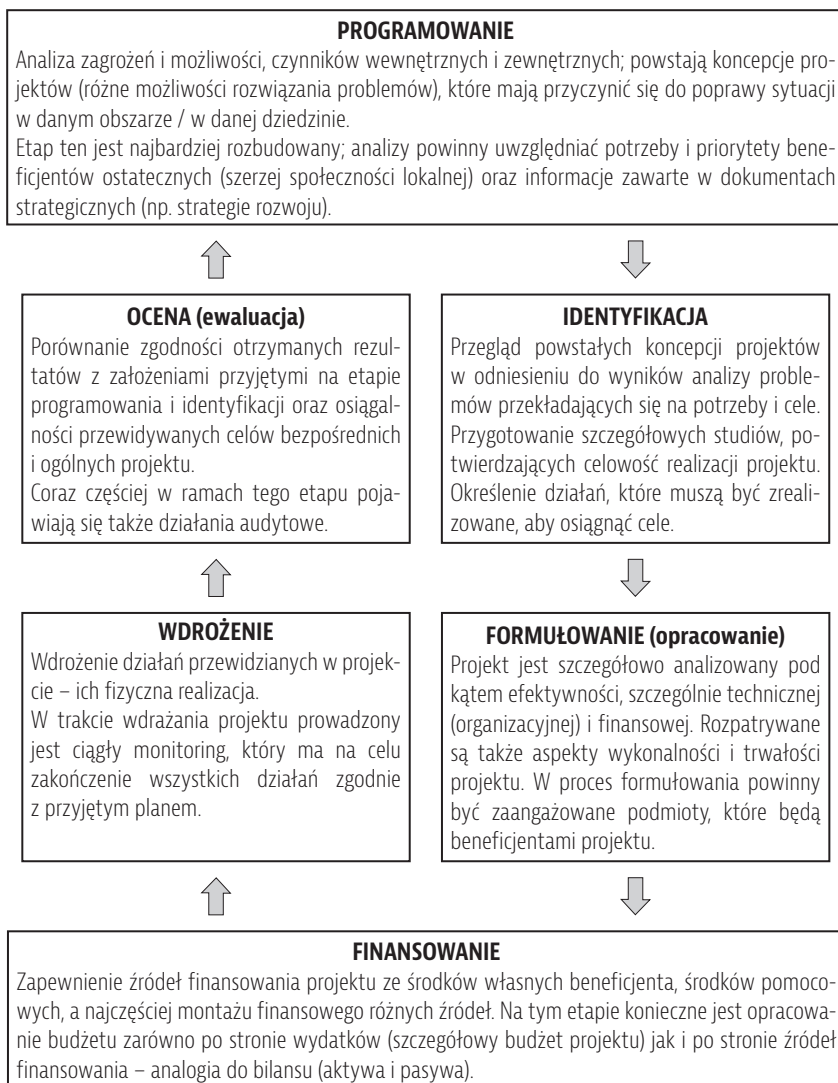 PROGRAMOWANIE
Analiza zagrożeń i możliwości, czynników wewnętrznych i zewnętrznych; powstają koncepcje pro-
jektów (różne możliwości rozwiązania problemów), które mają przyczynić się do poprawy sytuacji
w danym obszarze / w danej dziedzinie.
Etap ten jest najbardziej rozbudowany; analizy powinny uwzględniać potrzeby i priorytety bene-
ficjentów ostatecznych (szerzej społeczności lokalnej) oraz informacje zawarte w dokumentach
strategicznych (np. strategie rozwoju).
OCENA (ewaluacja)
Porównanie zgodności otrzymanych rezul-
tatów z założeniami przyjętymi na etapie
programowania i identyfikacji oraz osiągal-
ności przewidywanych celów bezpośrednich
i ogólnych projektu.
Coraz częściej w ramach tego etapu poja-
wiają się także działania audytowe.
IDENTYFIKACJA
Przegląd powstałych koncepcji projektów
w odniesieniu do wyników analizy proble-
mów przekładających się na potrzeby i cele.
Przygotowanie szczegółowych studiów, po-
twierdzających celowość realizacji projektu.
Określenie działań, które muszą być zreali-
zowane, aby osiągnąć cele.
WDROŻENIE
Wdrożenie działań przewidzianych w projek-
cie – ich fizyczna realizacja.
W trakcie wdrażania projektu prowadzony
jest ciągły monitoring, który ma na celu
zakończenie wszystkich działań zgodnie
z przyjętym planem.
FORMUŁOWANIE (opracowanie)
Projekt jest szczegółowo analizowany pod
kątem efektywności, szczególnie technicznej
(organizacyjnej) i finansowej. Rozpatrywane
są także aspekty wykonalności i trwałości
projektu. W proces formułowania powinny
być zaangażowane podmioty, które będą
beneficjentami projektu.
FINANSOWANIE
Zapewnienie źródeł finansowania projektu ze środków własnych beneficjenta, środków pomoco-
wych, a najczęściej montażu finansowego różnych źródeł. Na tym etapie konieczne jest opracowa-
nie budżetu zarówno po stronie wydatków (szczegółowy budżet projektu) jak i po stronie źródeł
finansowania – analogia do bilansu (aktywa i pasywa).